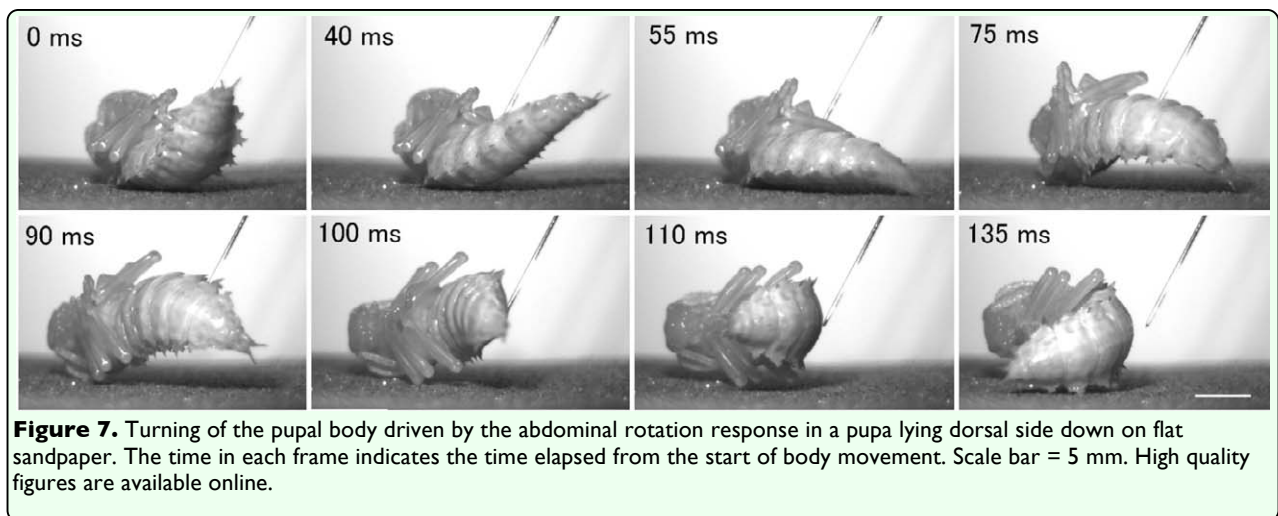 0 ms
40 ms
55 ms
75 ms
90 ms
100 ms
110 ms
135 ms
Figure 7. Turning of the pupal body driven by the abdominal rotation response in a pupa lying dorsal side down on flat
sandpaper. The time in each frame indicates the time elapsed from the start of body movement. Scale bar = 5 mm. High quality
figures are available online.